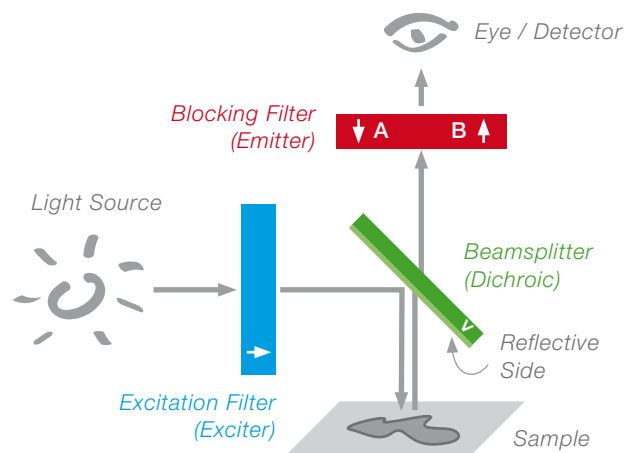 Eye / Detector
Blocking Filter
(Emitter)
A
B
Light Source
Beamsplitter
(Dichroic)
Reflective
Side
Excitation Filter
(Exciter)
Sample